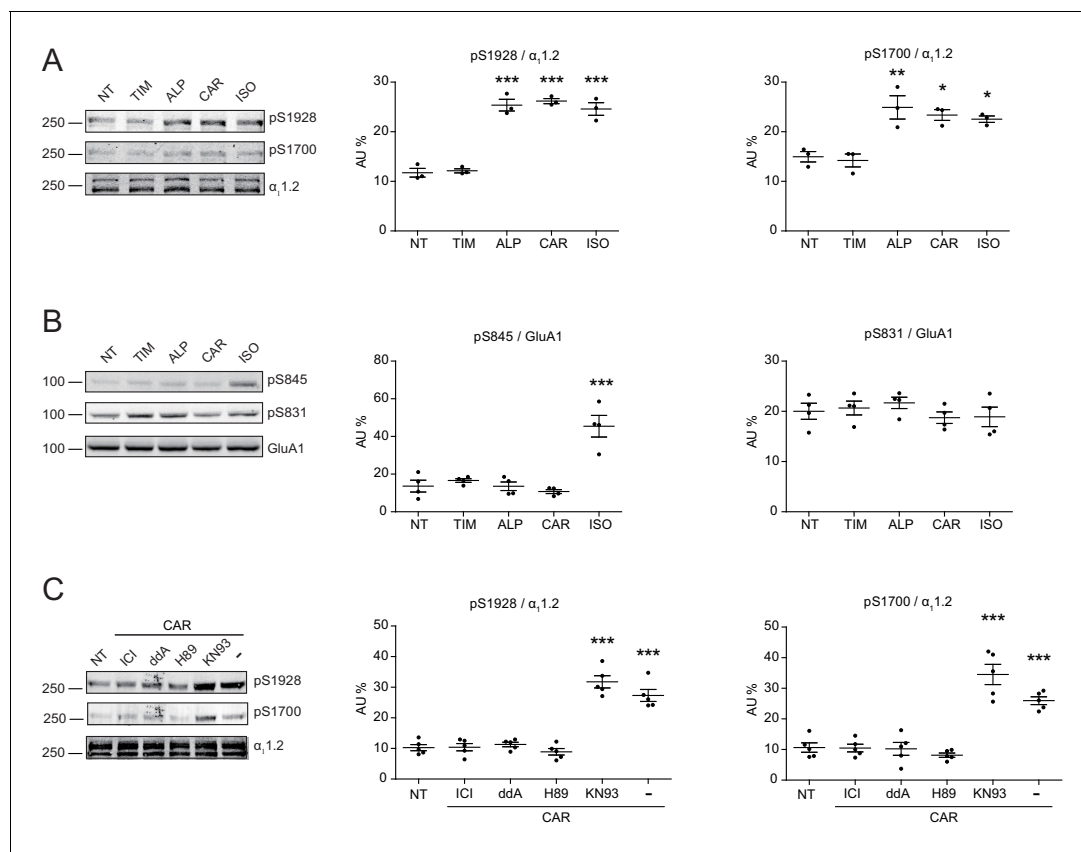 A
NT TIM ALP CAR ISO
250 pS1928
pS1700
250 α₁1.2
pS1928 / α₁1.2
AU %
30
20
10
0
*** *** ***
NT TIM ALP CAR ISO
pS1700 / α₁1.2
AU %
30
20
10
0
** * *
NT TIM ALP CAR ISO
B
NT TIM ALP CAR ISO
100 pS845
100 pS831
100 GluA1
pS845 / GluA1
AU %
80
60
40
20
0
***
NT TIM ALP CAR ISO
pS831 / GluA1
AU %
30
20
10
0
NT TIM ALP CAR ISO
C
CAR
NT ICI ddA H89 KN93 -
250 pS1928
250 pS1700
250 α₁1.2
pS1928 / α₁1.2
AU %
50
40
30
20
10
0
*** ***
NT ICI ddA H89 KN93 -
CAR
pS1700 / α₁1.2
AU %
50
40
30
20
10
0
*** ***
NT ICI ddA H89 KN93 -
CAR